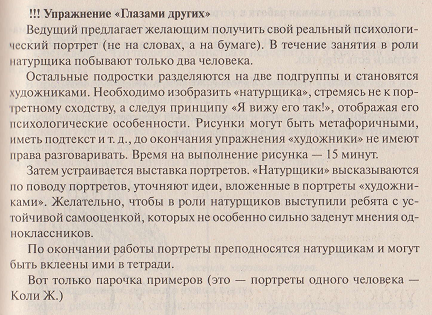 !!! Упражнение «Глазами других»
Ведущий предлагает желающим получить свой реальный психологи-
ческий портрет (не на словах, а на бумаге). В течение занятия в роли
натурщика побывают только два человека.
Остальные подростки разделяются на две подгруппы и становятся
художниками. Необходимо изобразить «натурщика», стремясь не к пор-
третному сходству, а следуя принципу «Я вижу его так!», отображая его
психологические особенности. Рисунки могут быть метафоричными,
иметь подтекст и т. д., до окончания упражнения «художники» не имеют
права разговаривать. Время на выполнение рисунка — 15 минут.
Затем устраивается выставка портретов. «Натурщики» высказываются
по поводу портретов, уточняют идеи, вложенные в портреты «художни-
ками». Желательно, чтобы в роли натурщиков выступили ребята с ус-
тойчивой самооценкой, которых не особенно сильно заденут мнения од-
ноклассников.
По окончании работы портреты преподносятся натурщикам и могут
быть вклеены ими в тетради.
Вот только парочка примеров (это — портреты одного человека —
Коли Ж.)